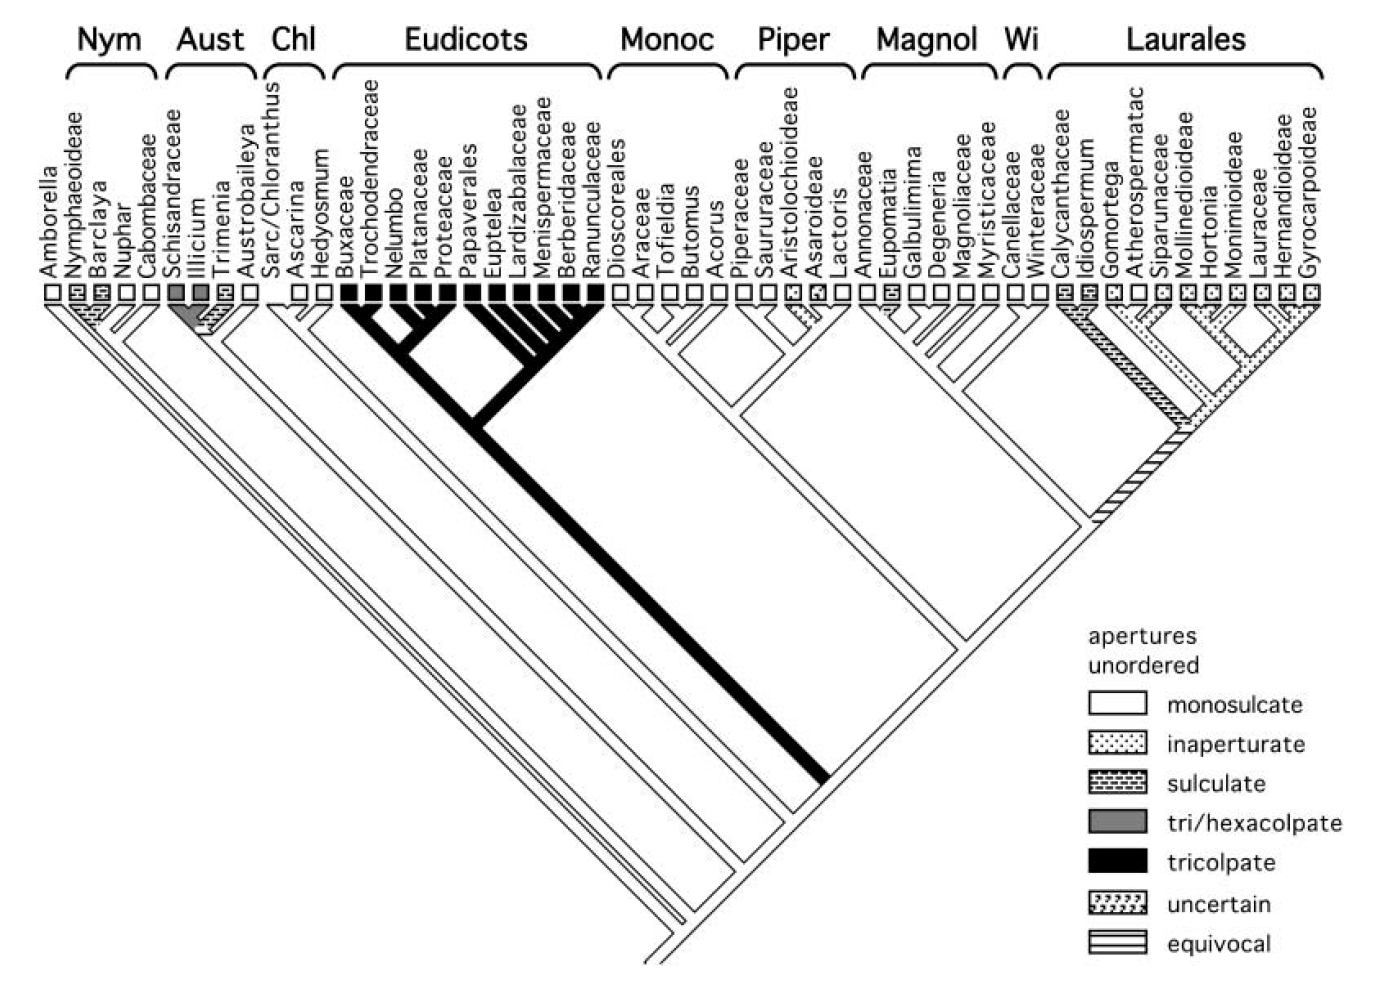 Nym Aust Chl Eudicots Monoc Piper Magnol Wi Laurales
Amborella
Nymphaeoideae
Barclaya
Nuphar
Cabombaceae
Schisandraceae
Illicium
Trimenia
Austrobaileya
Sarc/Chloranthus
Ascarina
Hedyosmum
Buxaceae
Trochodendraceae
Nelumbo
Platanaceae
Proteaceae
Papaverales
Euptelea
Lardizabalaceae
Menispermaceae
Berberidaceae
Ranunculaceae
Dioscoreales
Araceae
Tofieldia
Butomus
Acorus
Piperaceae
Saururaceae
Aristolochioideae
Asaroideae
Lactoris
Annonaceae
Eupomatia
Galbulimima
Degeneria
Magnoliaceae
Myristicaceae
Canellaceae
Winteraceae
Calycanthaceae
Idiospermum
Gomortega
Atherospermatac
Siparunaceae
Mollinedioideae
Hortonia
Monimioideae
Lauraceae
Hernandioideae
Gyrocarpoideae
apertures
unordered
monosulcate
inaperturate
sulculate
tri/hexacolpate
tricolpate
uncertain
equivocal